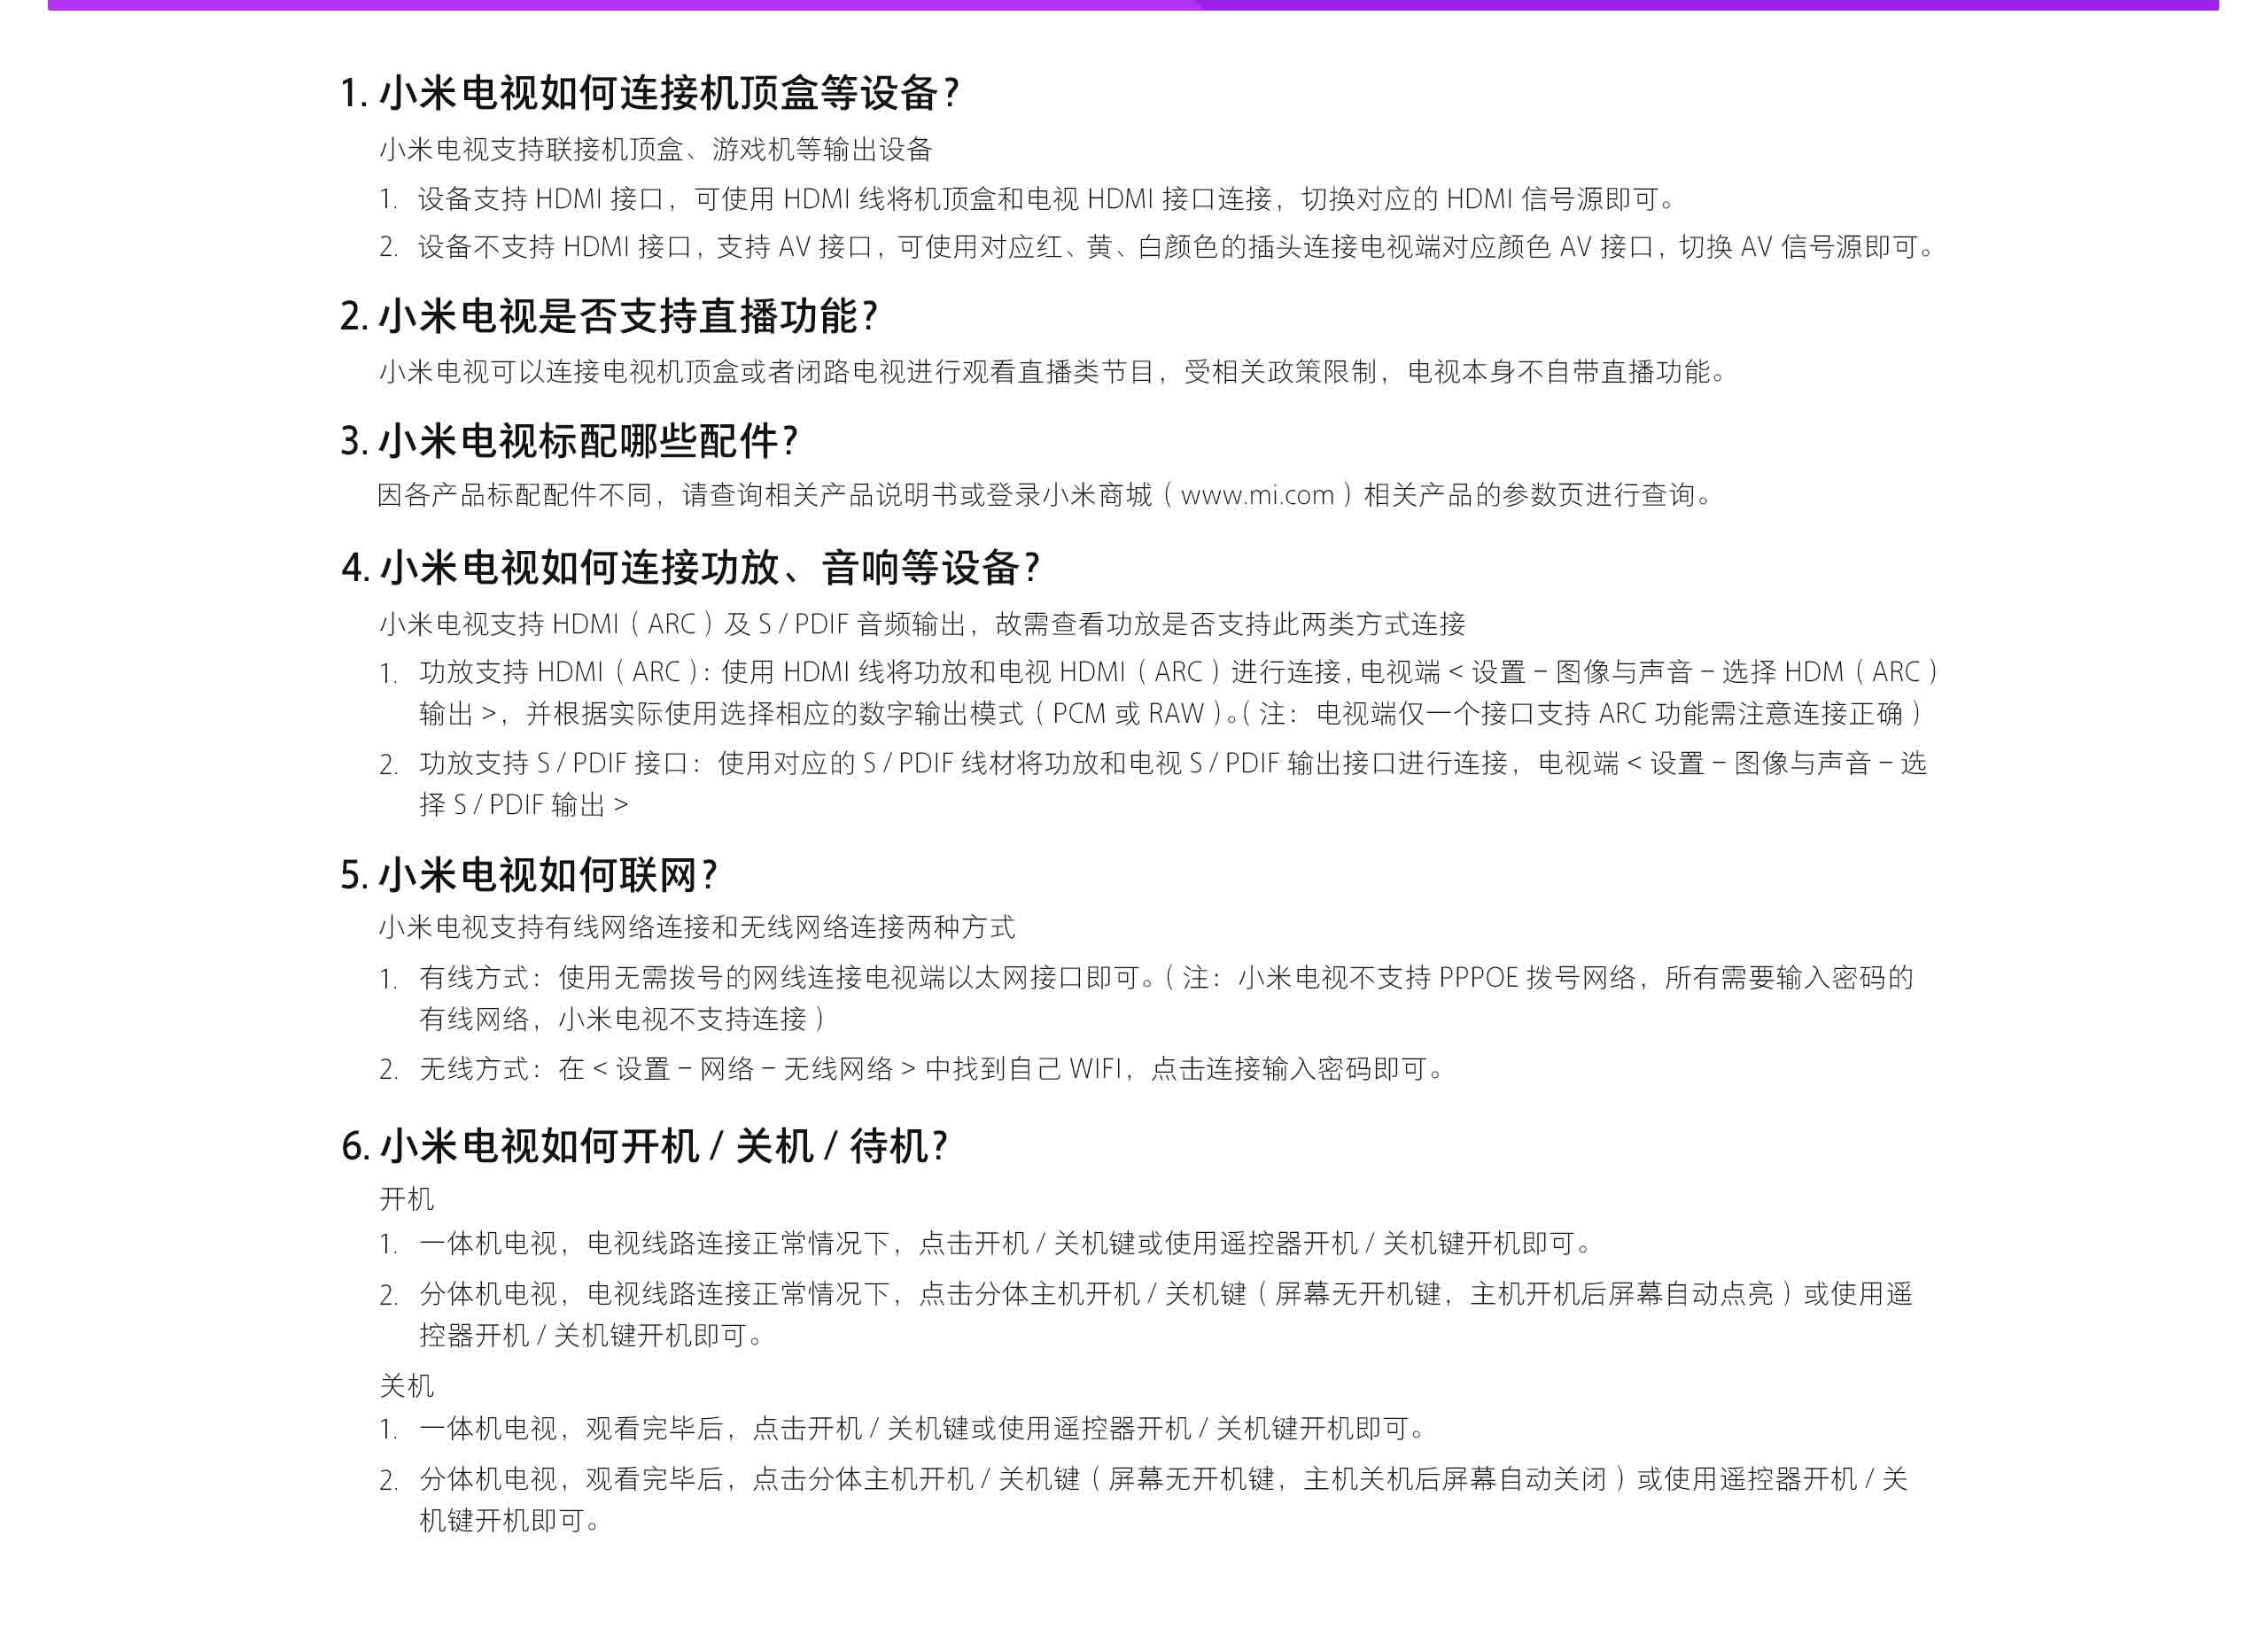 1. 小米电视如何连接机顶盒等设备？
小米电视支持联接机顶盒、游戏机等输出设备
1. 设备支持 HDMI 接口，可使用 HDMI 线将机顶盒和电视 HDMI 接口连接，切换对应的 HDMI 信号源即可。
2. 设备不支持 HDMI 接口，支持 AV 接口，可使用对应红、黄、白颜色的插头连接电视端对应颜色 AV 接口，切换 AV 信号源即可。
2. 小米电视是否支持直播功能？
小米电视可以连接电视机顶盒或者闭路电视进行观看直播类节目，受相关政策限制，电视本身不自带直播功能。
3. 小米电视标配哪些配件？
因各产品标配配件不同，请查询相关产品说明书或登录小米商城（www.mi.com）相关产品的参数页进行查询。
4. 小米电视如何连接功放、音响等设备？
小米电视支持 HDMI（ARC）及 S / PDIF 音频输出，故需查看功放是否支持此两类方式连接
1. 功放支持 HDMI（ARC）：使用 HDMI 线将功放和电视 HDMI（ARC）进行连接，电视端 < 设置 – 图像与声音 – 选择 HDM（ARC）
输出 >，并根据实际使用选择相应的数字输出模式（PCM 或 RAW）。（注：电视端仅一个接口支持 ARC 功能需注意连接正确）
2. 功放支持 S / PDIF 接口：使用对应的 S / PDIF 线材将功放和电视 S / PDIF 输出接口进行连接，电视端 < 设置 – 图像与声音 – 选
择 S / PDIF 输出 >
5. 小米电视如何联网？
小米电视支持有线网络连接和无线网络连接两种方式
1. 有线方式：使用无需拨号的网线连接电视端以太网接口即可。（注：小米电视不支持 PPPOE 拨号网络，所有需要输入密码的
有线网络，小米电视不支持连接）
2. 无线方式：在 < 设置 – 网络 – 无线网络 > 中找到自己 WIFI，点击连接输入密码即可。
6. 小米电视如何开机 / 关机 / 待机？
开机
1. 一体机电视，电视线路连接正常情况下，点击开机 / 关机键或使用遥控器开机 / 关机键开机即可。
2. 分体机电视，电视线路连接正常情况下，点击分体主机开机 / 关机键（屏幕无开机键，主机开机后屏幕自动点亮）或使用遥
控器开机 / 关机键开机即可。
关机
1. 一体机电视，观看完毕后，点击开机 / 关机键或使用遥控器开机 / 关机键开机即可。
2. 分体机电视，观看完毕后，点击分体主机开机 / 关机键（屏幕无开机键，主机关机后屏幕自动关闭）或使用遥控器开机 / 关
机键开机即可。